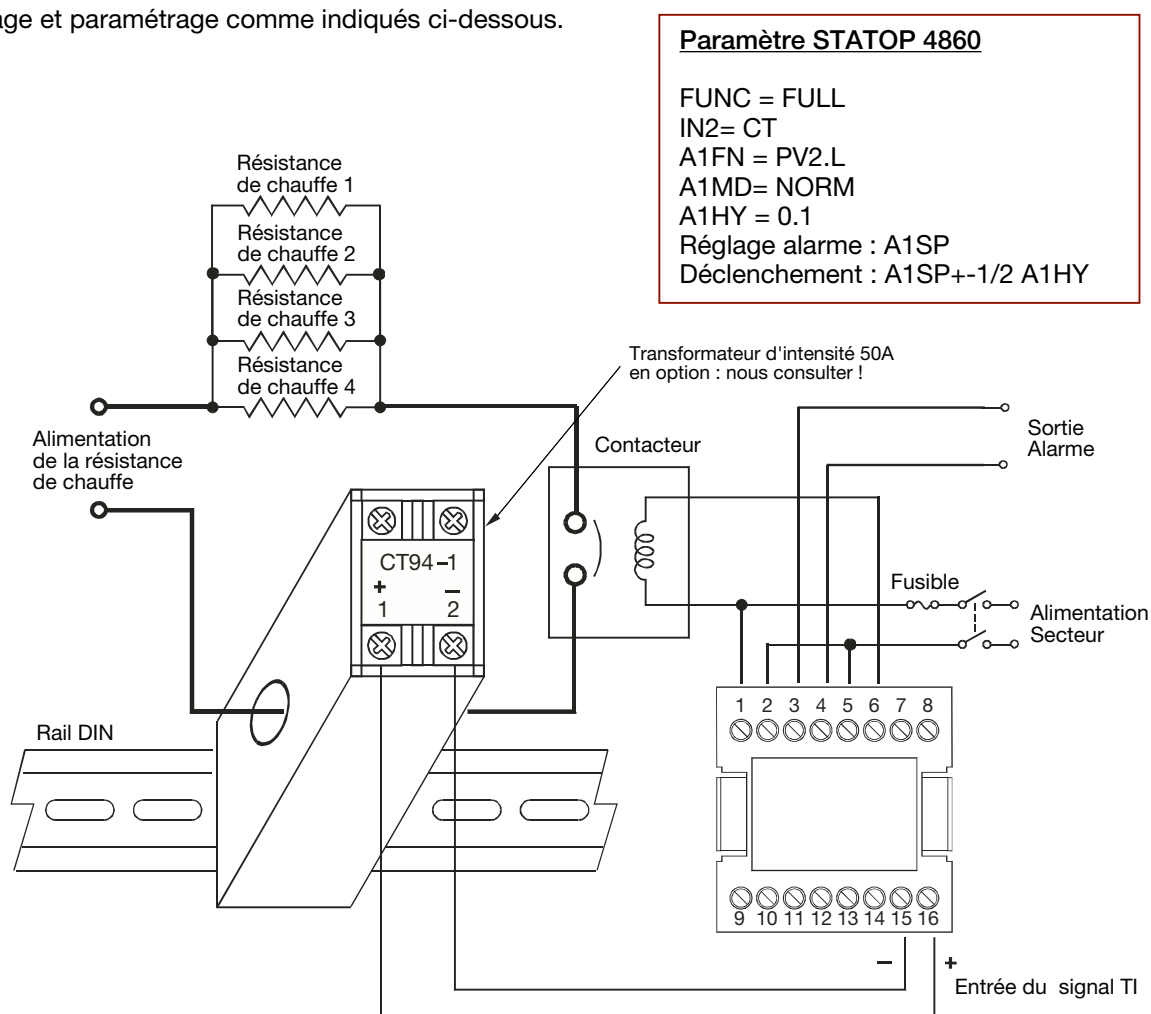 age et paramétrage comme indiqués ci-dessous.
Paramètre STATOP 4860
FUNC = FULL
IN2= CT
A1FN = PV2.L
A1MD= NORM
A1HY = 0.1
Réglage alarme : A1SP
Déclenchement : A1SP+-1/2 A1HY
Résistance
de chauffe 1
Résistance
de chauffe 2
Résistance
de chauffe 3
Résistance
de chauffe 4
Transformateur d'intensité 50A
en option : nous consulter !
Alimentation
de la résistance
de chauffe
Contacteur
Sortie
Alarme
CT94-1
+ –
1 2
Fusible
Alimentation
Secteur
Rail DIN
1 2 3 4 5 6 7 8
9 10 11 12 13 14 15 16
– +
Entrée du signal TI